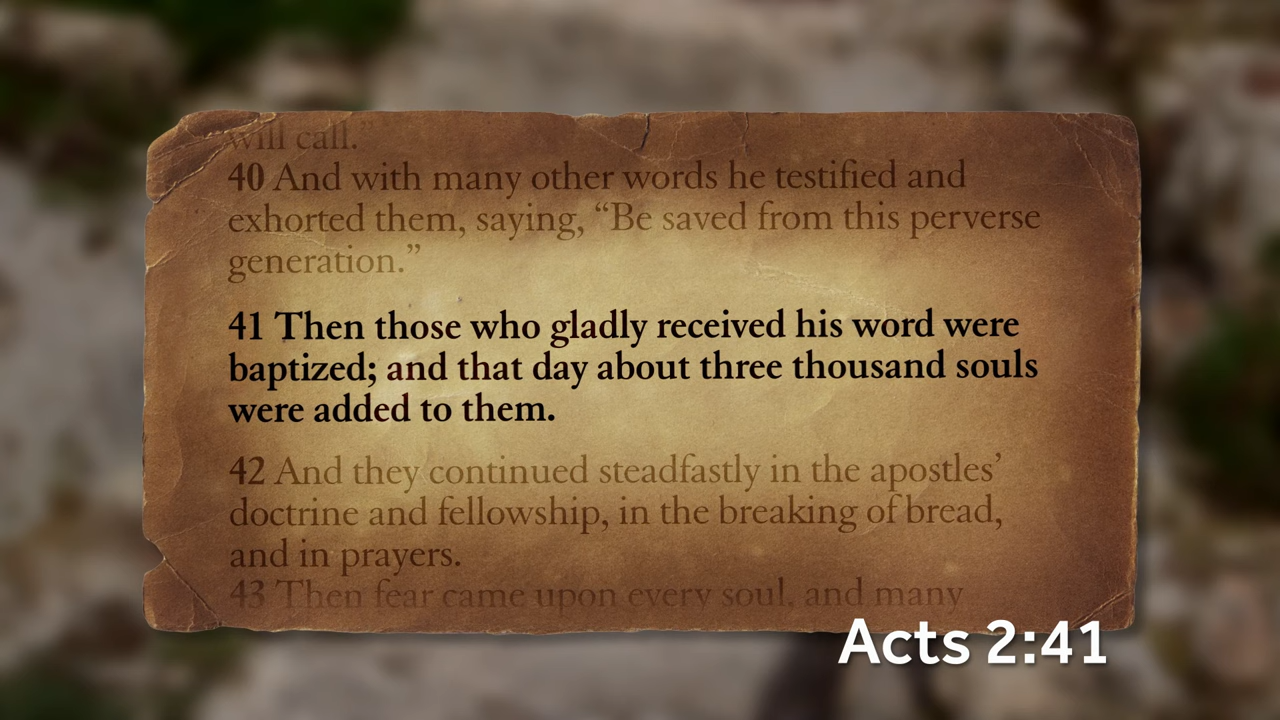 will call.”
40 And with many other words he testified and
exhorted them, saying, “Be saved from this perverse
generation.”
41 Then those who gladly received his word were
baptized; and that day about three thousand souls
were added to them.
42 And they continued steadfastly in the apostles’
doctrine and fellowship, in the breaking of bread,
and in prayers.
43 Then fear came upon every soul, and many
Acts 2:41